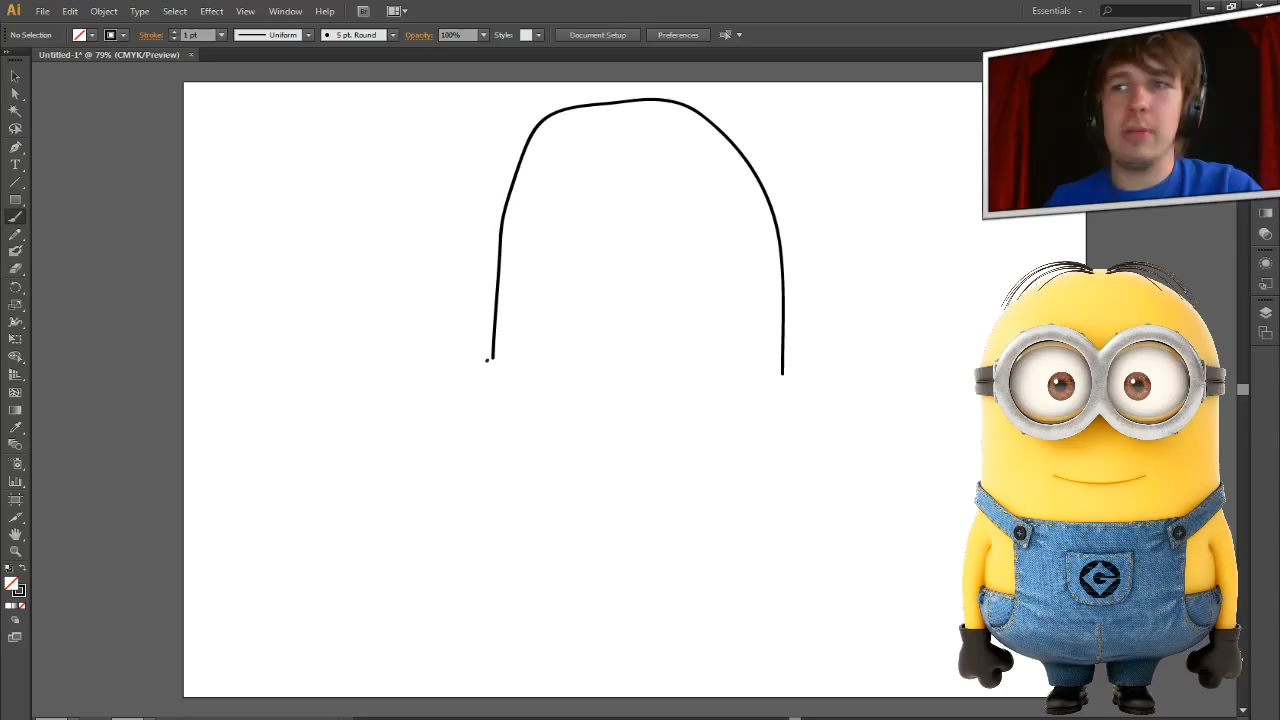 Ai File Edit Object Type Select Effect View Window Help Br Essentials
No Selection Stroke: 1 pt Uniform 5 pt. Round Opacity: 100% Style: Document Setup Preferences
Untitled-1* @ 79% (CMYK/Preview) ×
T
G